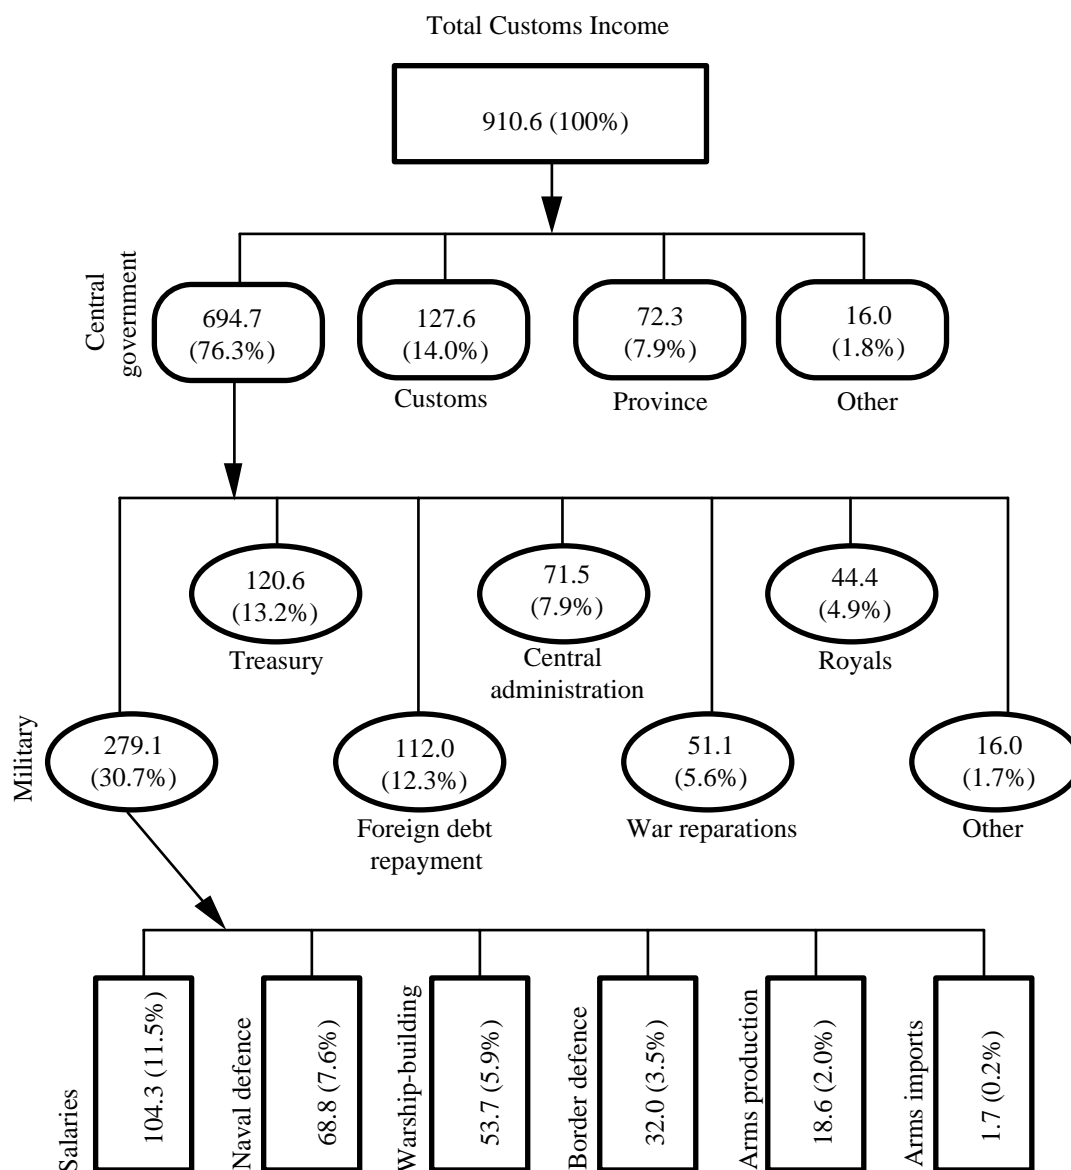 Total Customs Income
910.6 (100%)
Central
government
694.7
(76.3%)
127.6
(14.0%)
Customs
72.3
(7.9%)
Province
16.0
(1.8%)
Other
120.6
(13.2%)
Treasury
71.5
(7.9%)
Central
administration
44.4
(4.9%)
Royals
Military
279.1
(30.7%)
112.0
(12.3%)
Foreign debt
repayment
51.1
(5.6%)
War reparations
16.0
(1.7%)
Other
Salaries
104.3 (11.5%)
Naval defence
68.8 (7.6%)
Warship-building
53.7 (5.9%)
Border defence
32.0 (3.5%)
Arms production
18.6 (2.0%)
Arms imports
1.7 (0.2%)